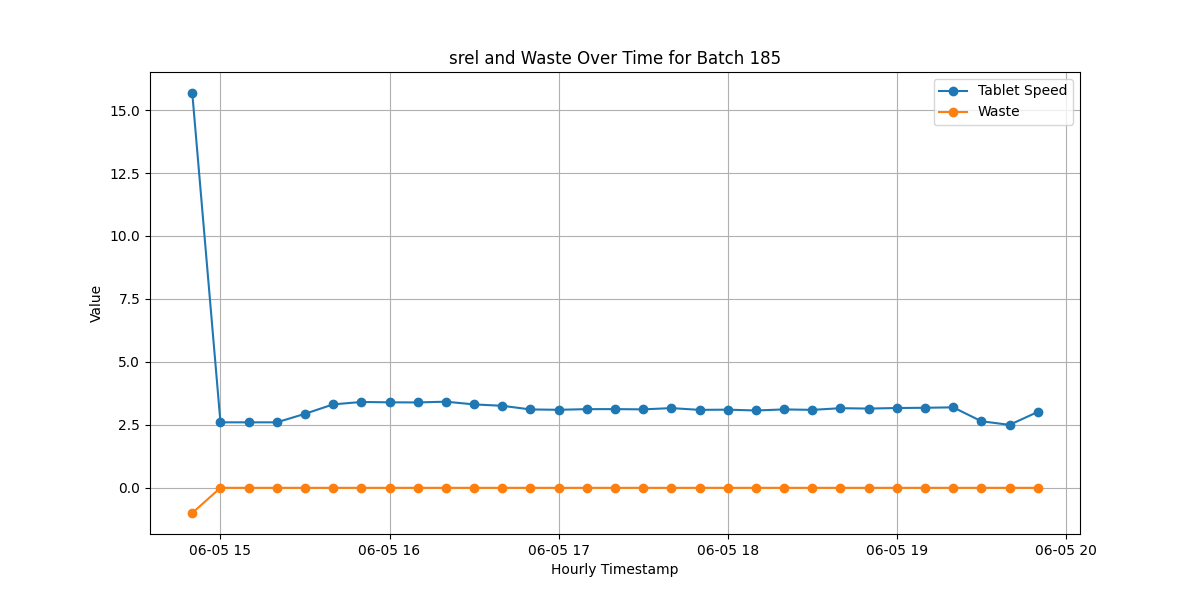 srel and Waste Over Time for Batch 185
Tablet Speed
Waste
15.0
12.5
10.0
7.5
5.0
2.5
0.0
Value
06-05 15 06-05 16 06-05 17 06-05 18 06-05 19 06-05 20
Hourly Timestamp